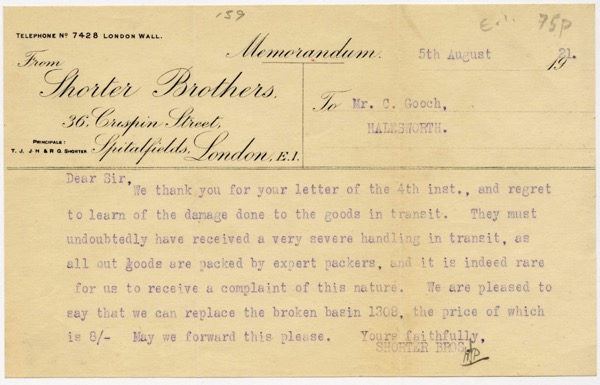 159
75p
TELEPHONE Nº 7428 LONDON WALL.
Memorandum.
5th August 1921.
From
Shorter Brothers.
36, Crispin Street,
Spitalfields, London, E.1.
PRINCIPALS:
T. J. J·H & R G. SHORTER
To Mr. C. Gooch,
HALESWORTH.
Dear Sir,
We thank you for your letter of the 4th inst., and regret
to learn of the damage done to the goods in transit. They must
undoubtedly have received a very severe handling in transit, as
all out goods are packed by expert packers, and it is indeed rare
for us to receive a complaint of this nature. We are pleased to
say that we can replace the broken basin 1308, the price of which
is 8/- May we forward this please. Yours faithfully,
SHORTER BROS.